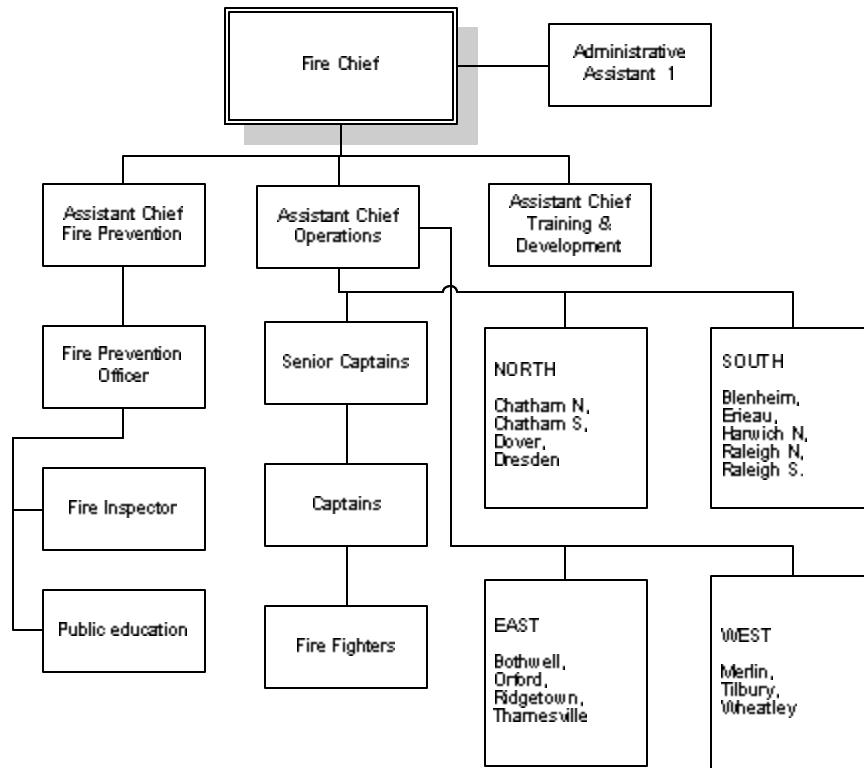 Fire Chief
Administrative
Assistant 1
Assistant Chief
Fire Prevention
Assistant Chief
Operations
Assistant Chief
Training &
Development
Fire Prevention
Officer
Senior Captains
NORTH
Chatham N,
Chatham S,
Dover,
Dresden
SOUTH
Blenheim,
Erieau,
Harwich N,
Raleigh N,
Raleigh S.
Fire Inspector
Captains
Public education
Fire Fighters
EAST
Bothwell,
Orford,
Ridgetown,
Thamesville
WEST
Merlin,
Tilbury,
Wheatley